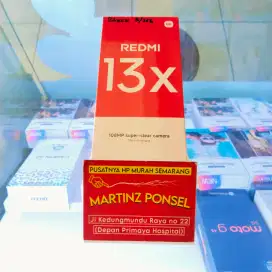 REDMI
13x
108MP super-clear camera
PUSATNYA HP MURAH SEMARANG
MARTINZ PONSEL
Jl Kedungmundu Raya no 22
(Depan Primaya Hospital)
moto g